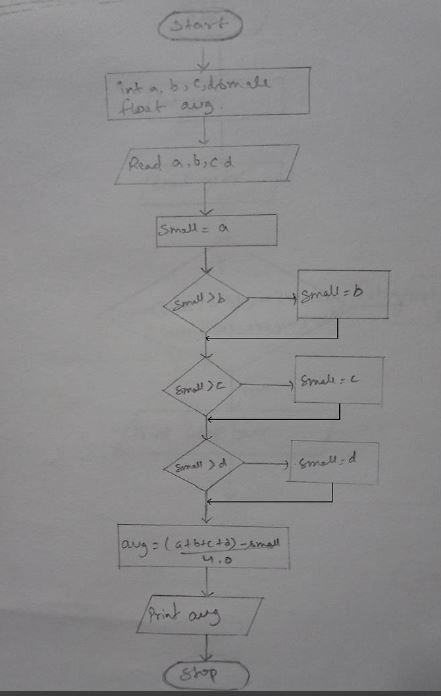 Start
int a, b, c, d, small
float avg.
Read a, b, c d
Small = a
Small > b
Small = b
Small > c
Small = c
Small > d
Small = d
avg = (a+b+c+d) - small
4.0
Print avg
Stop